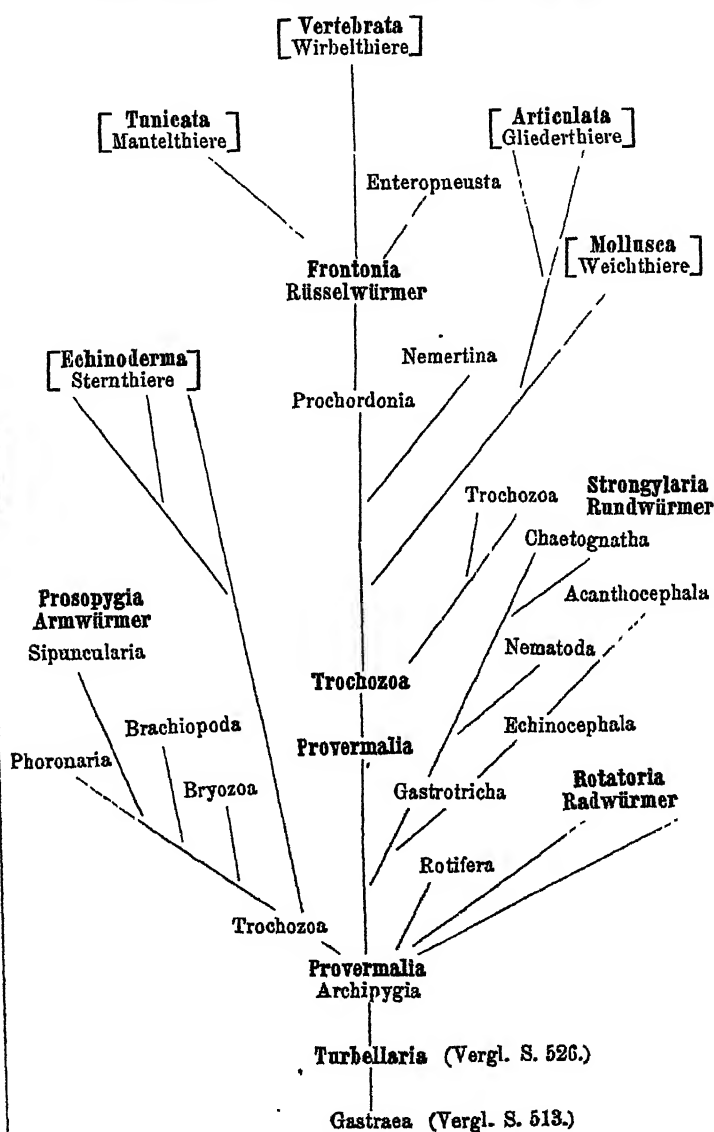 Vertebrata
Wirbelthiere
Tunicata
Mantelthiere
Articulata
Gliederthiere
Enteropneusta
Mollusca
Weichthiere
Frontonia
Rüsselwürmer
Echinoderma
Sternthiere
Nemertina
Prochordonia
Trochozoa
Strongylaria
Rundwürmer
Chaetognatha
Prosopygia
Armwürmer
Acanthocephala
Sipuncularia
Nematoda
Trochozoa
Brachiopoda
Echinocephala
Provermalia
Phoronaria
Bryozoa
Gastrotricha
Rotatoria
Radwürmer
Rotifera
Trochozoa
Provermalia
Archipygia
Turbellaria (Vergl. S. 526.)
Gastraea (Vergl. S. 513.)